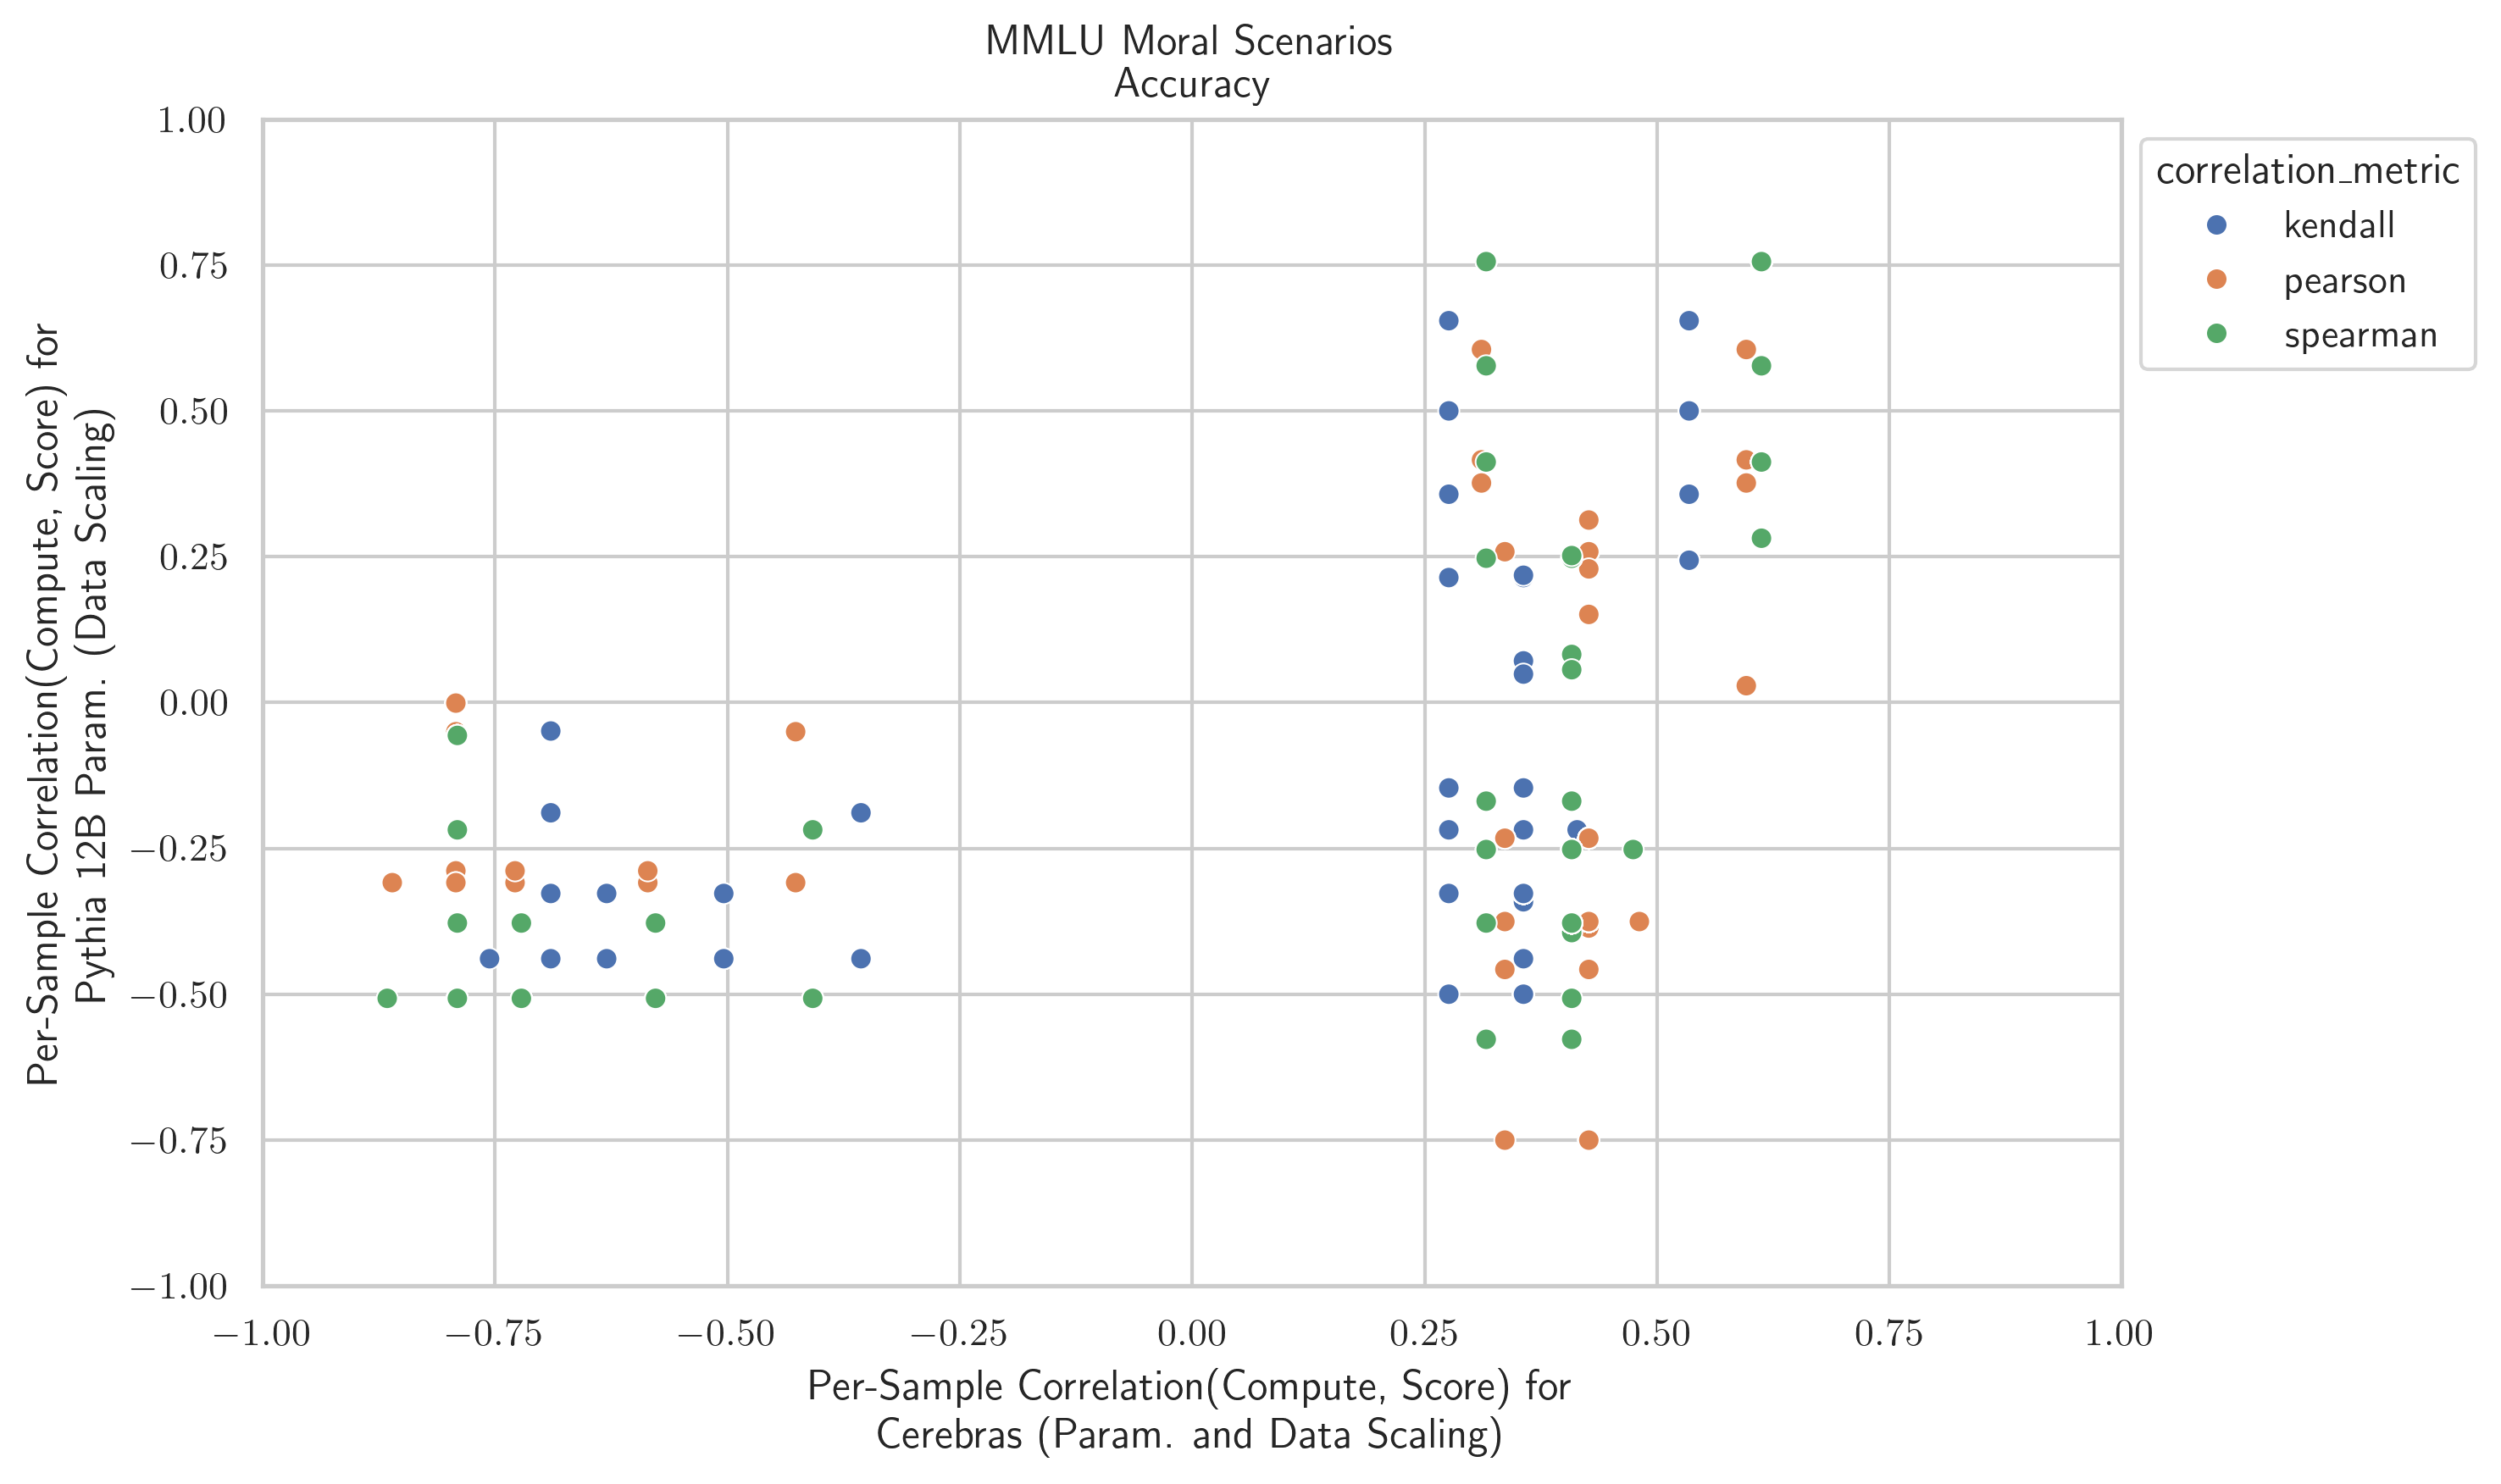 MMLU Moral Scenarios
Accuracy
Per-Sample Correlation(Compute, Score) for
Pythia 12B Param. (Data Scaling)
1.00
0.75
0.50
0.25
0.00
−0.25
−0.50
−0.75
−1.00
−1.00 −0.75 −0.50 −0.25 0.00 0.25 0.50 0.75 1.00
Per-Sample Correlation(Compute, Score) for
Cerebras (Param. and Data Scaling)
correlation_metric
kendall
pearson
spearman